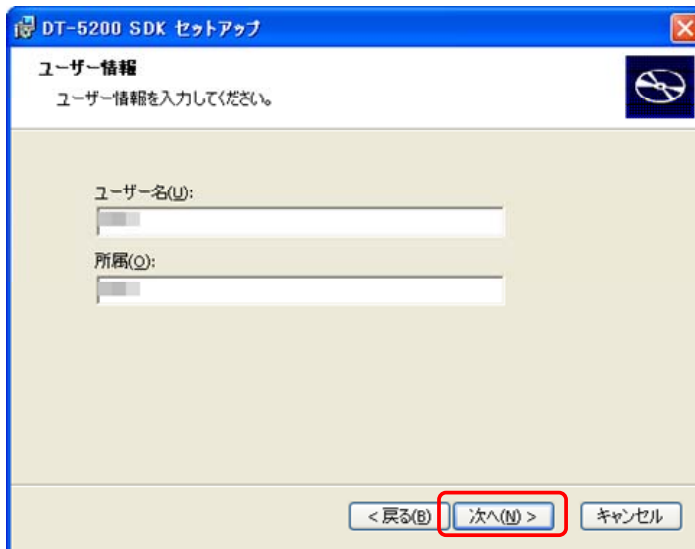 DT-5200 SDK セットアップ
ユーザー情報
ユーザー情報を入力してください。
ユーザー名(U):
所属(O):
< 戻る(B)
次へ(N) >
キャンセル